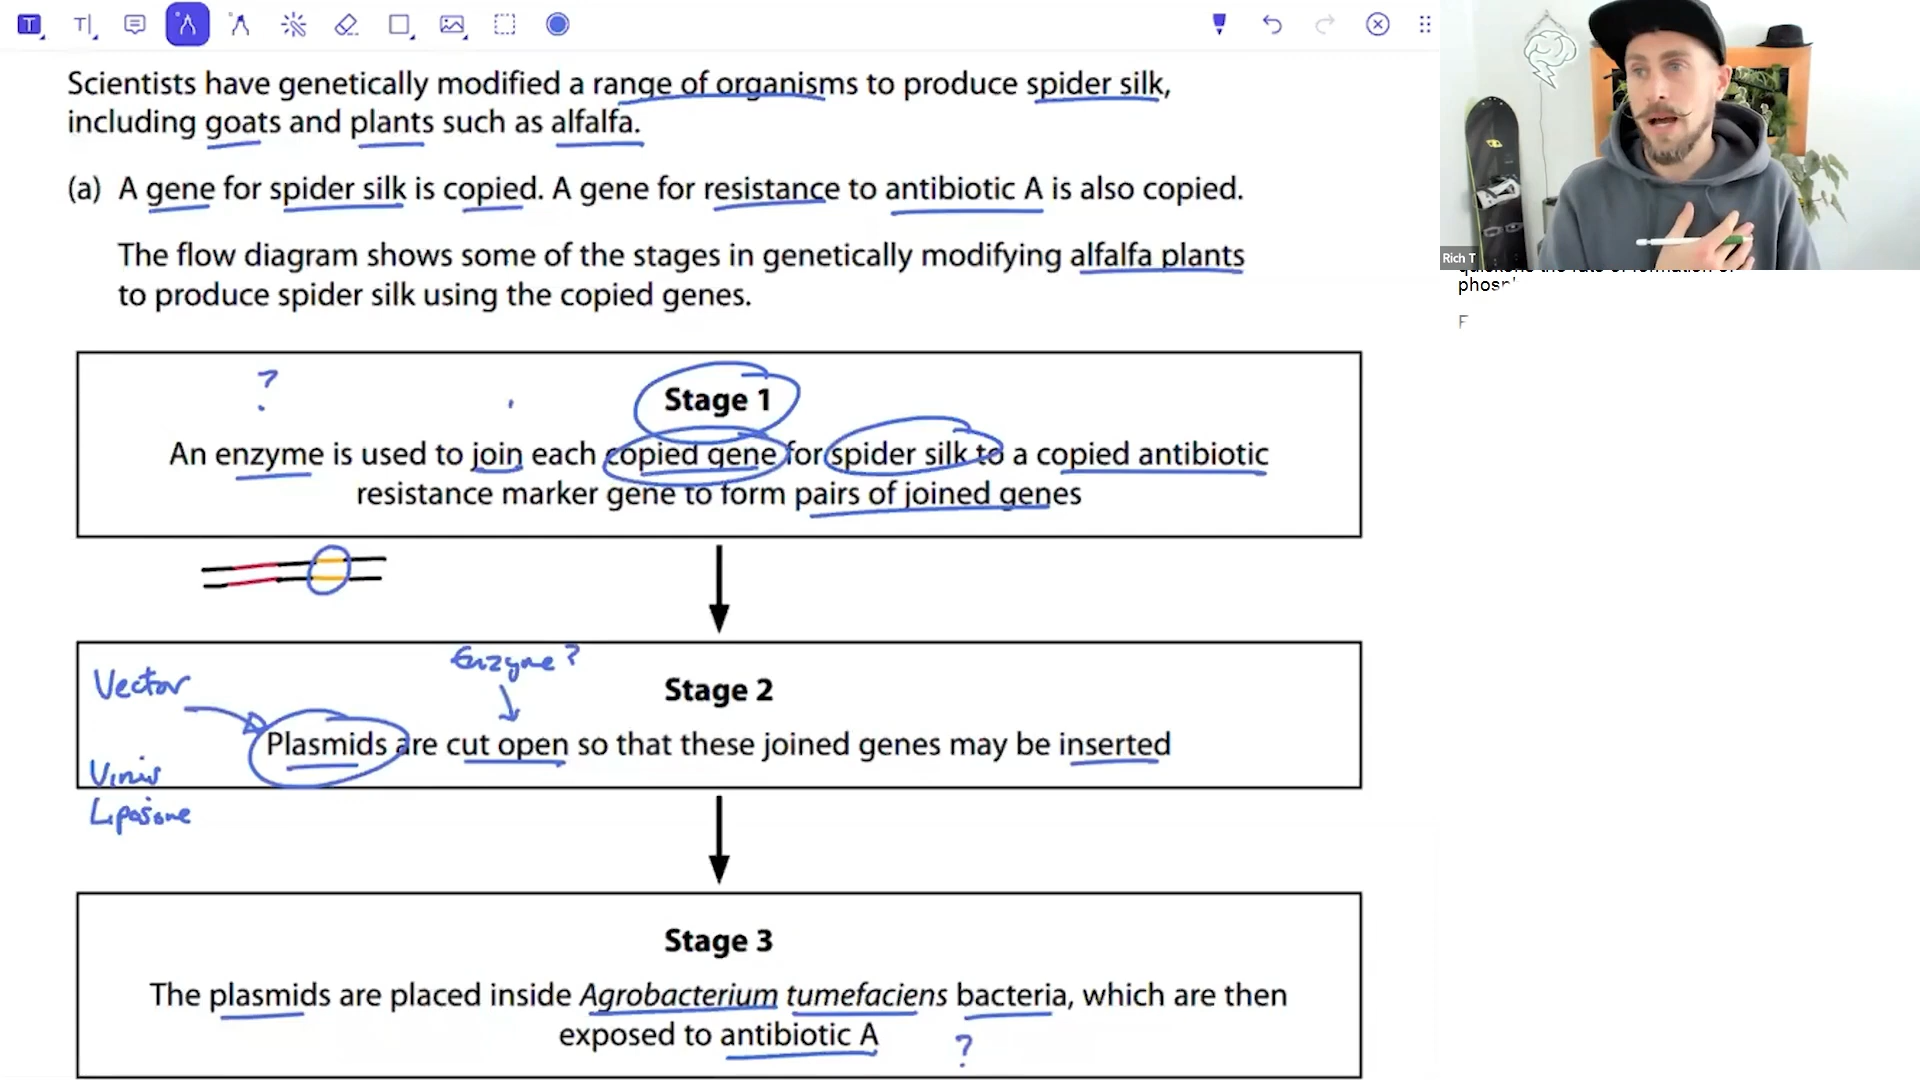 Scientists have genetically modified a range of organisms to produce spider silk,
including goats and plants such as alfalfa.
(a) A gene for spider silk is copied. A gene for resistance to antibiotic A is also copied.
The flow diagram shows some of the stages in genetically modifying alfalfa plants
to produce spider silk using the copied genes.
Rich T
?
Stage 1
An enzyme is used to join each copied gene for spider silk to a copied antibiotic
resistance marker gene to form pairs of joined genes
Enzyme?
Vector
Stage 2
Plasmids are cut open so that these joined genes may be inserted
Virus
Liposome
Stage 3
The plasmids are placed inside Agrobacterium tumefaciens bacteria, which are then
exposed to antibiotic A
?